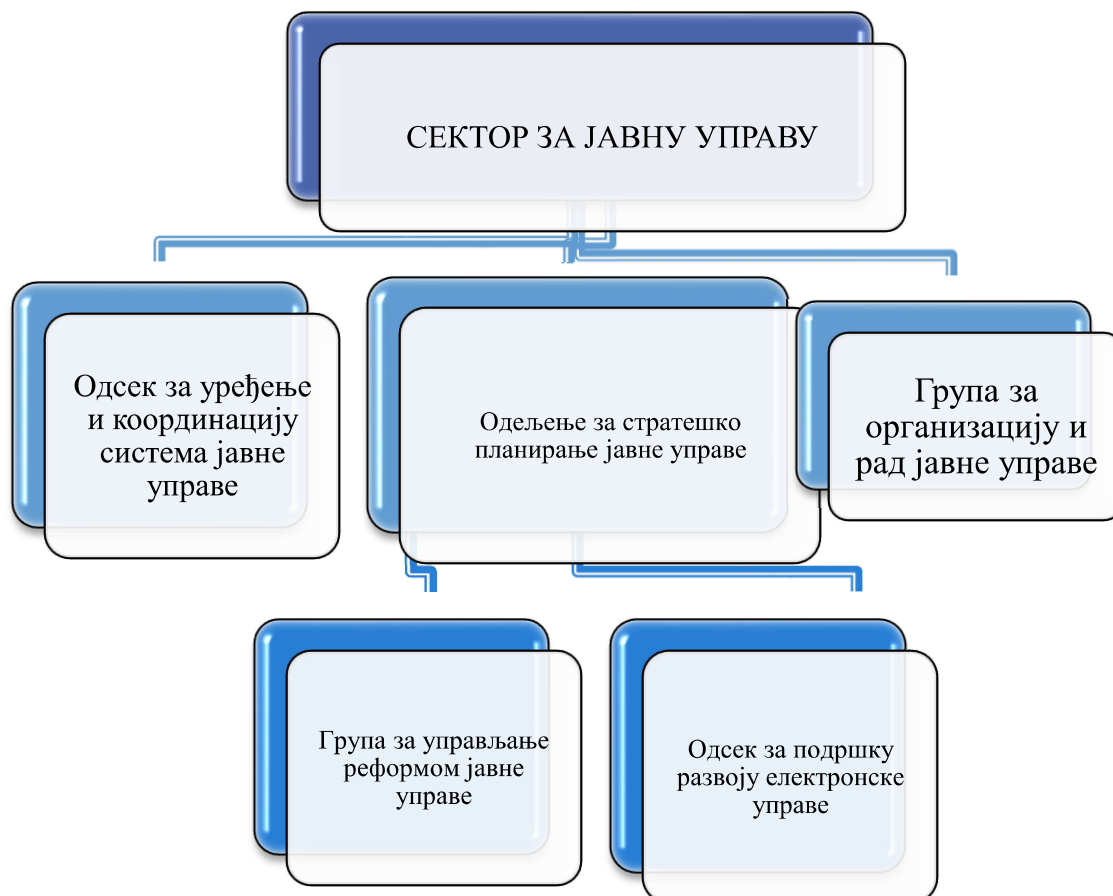 СЕКТОР ЗА ЈАВНУ УПРАВУ
Одсек за уређење
и координацију
система јавне
управе
Одељење за стратешко
планирање јавне управе
Група за
организацију и
рад јавне управе
Група за управљање
реформом јавне
управе
Одсек за подршку
развоју електронске
управе